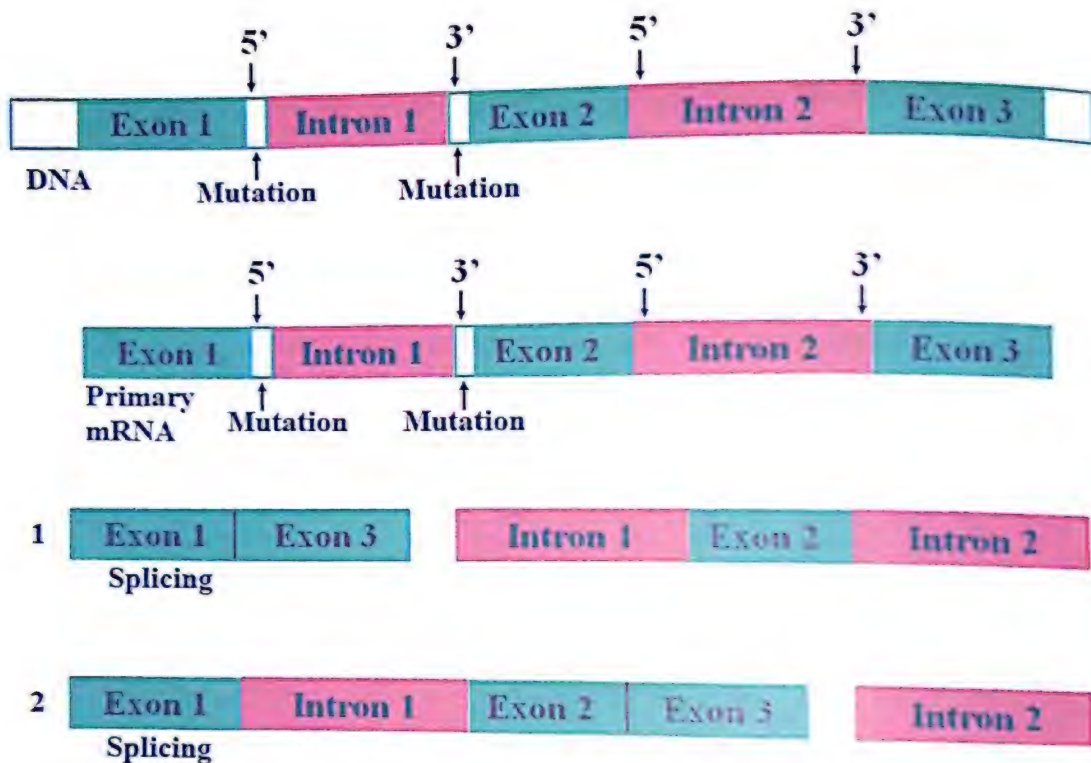 5’ 3’ 5’ 3’
Exon 1 Intron 1 Exon 2 Intron 2 Exon 3
DNA Mutation Mutation
5’ 3’ 5’ 3’
Exon 1 Intron 1 Exon 2 Intron 2 Exon 3
Primary
mRNA Mutation Mutation
1 Exon 1 Exon 3 Intron 1 Exon 2 Intron 2
Splicing
2 Exon 1 Intron 1 Exon 2 Exon 3 Intron 2
Splicing